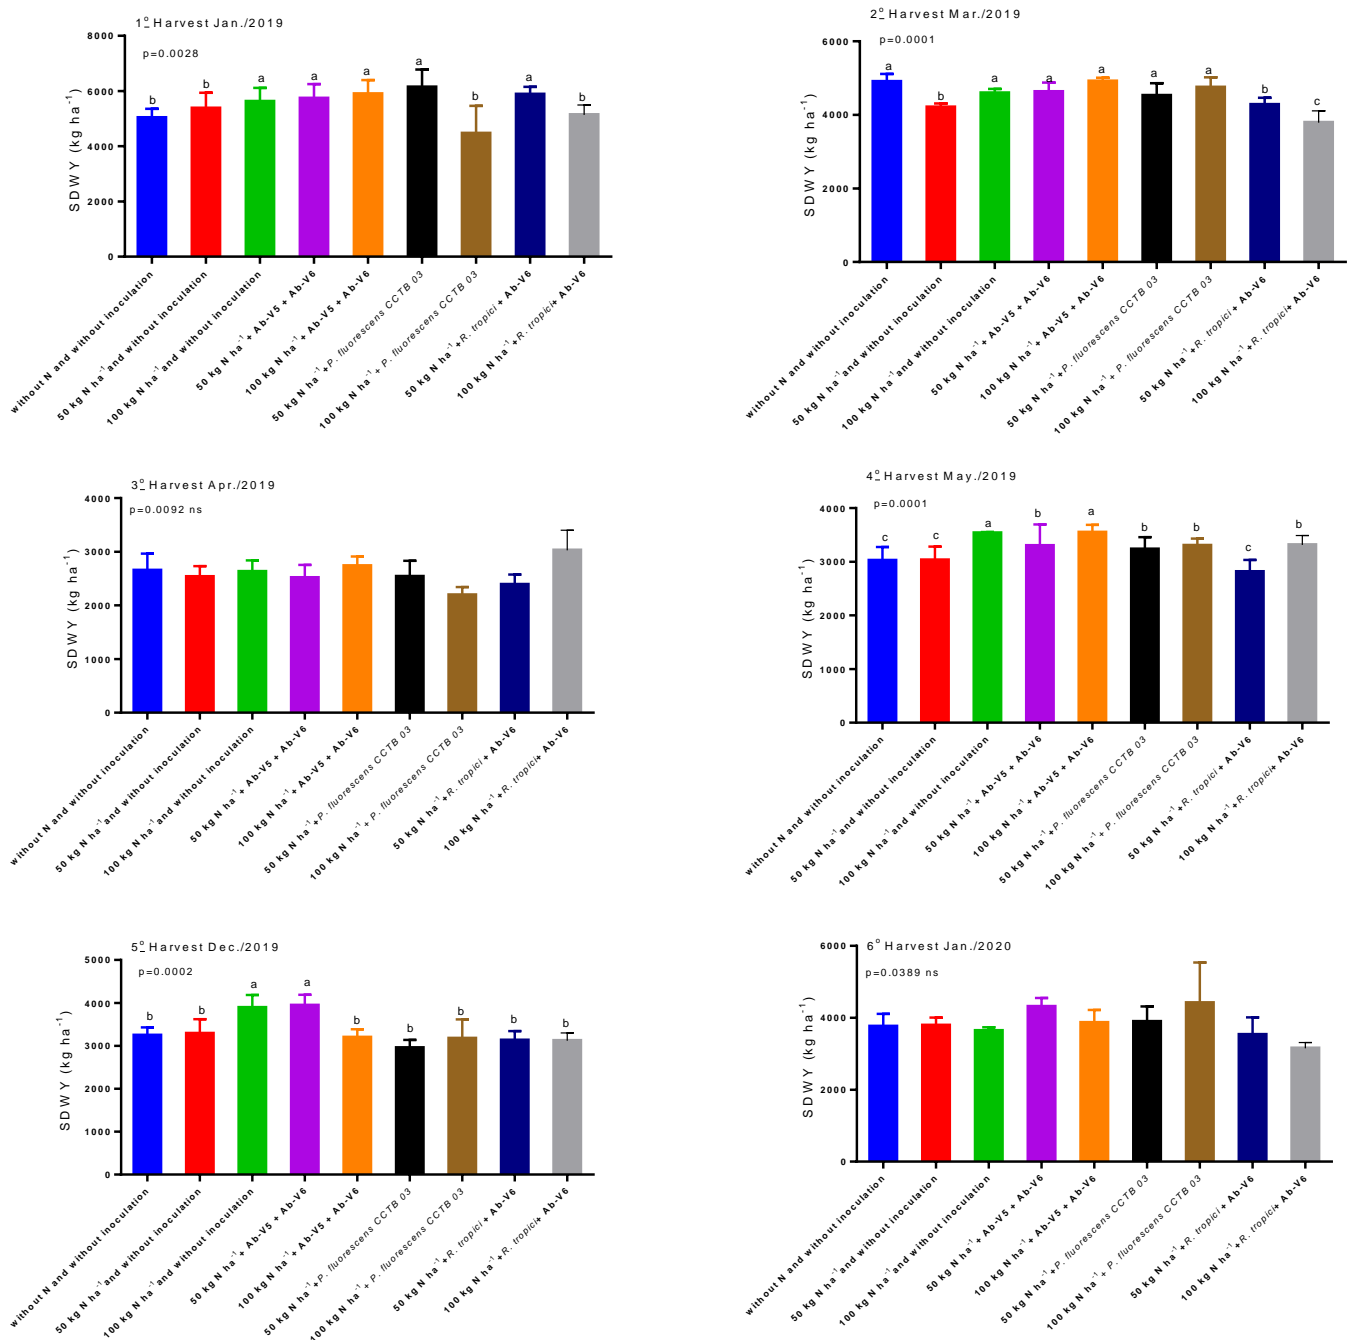 1º Harvest Jan./2019
p=0.0028
SDWY (kg ha⁻¹)
8000
6000
4000
2000
0
b b a a a a b a b
without N and without inoculation
50 kg N ha⁻¹ and without inoculation
100 kg N ha⁻¹ and without inoculation
50 kg N ha⁻¹ + Ab-V5 + Ab-V6
100 kg N ha⁻¹ + Ab-V5 + Ab-V6
50 kg N ha⁻¹ + P. fluorescens CCTB 03
100 kg N ha⁻¹ + P. fluorescens CCTB 03
50 kg N ha⁻¹ + R. tropici + Ab-V6
100 kg N ha⁻¹ + R. tropici + Ab-V6
2º Harvest Mar./2019
p=0.0001
SDWY (kg ha⁻¹)
6000
4000
2000
0
a b a a a a a b c
without N and without inoculation
50 kg N ha⁻¹ and without inoculation
100 kg N ha⁻¹ and without inoculation
50 kg N ha⁻¹ + Ab-V5 + Ab-V6
100 kg N ha⁻¹ + Ab-V5 + Ab-V6
50 kg N ha⁻¹ + P. fluorescens CCTB 03
100 kg N ha⁻¹ + P. fluorescens CCTB 03
50 kg N ha⁻¹ + R. tropici + Ab-V6
100 kg N ha⁻¹ + R. tropici + Ab-V6
3º Harvest Apr./2019
p=0.0092 ns
SDWY (kg ha⁻¹)
4000
3000
2000
1000
0
without N and without inoculation
50 kg N ha⁻¹ and without inoculation
100 kg N ha⁻¹ and without inoculation
50 kg N ha⁻¹ + Ab-V5 + Ab-V6
100 kg N ha⁻¹ + Ab-V5 + Ab-V6
50 kg N ha⁻¹ + P. fluorescens CCTB 03
100 kg N ha⁻¹ + P. fluorescens CCTB 03
50 kg N ha⁻¹ + R. tropici + Ab-V6
100 kg N ha⁻¹ + R. tropici + Ab-V6
4º Harvest May./2019
p=0.0001
SDWY (kg ha⁻¹)
4000
3000
2000
1000
0
c c a b a b b c b
without N and without inoculation
50 kg N ha⁻¹ and without inoculation
100 kg N ha⁻¹ and without inoculation
50 kg N ha⁻¹ + Ab-V5 + Ab-V6
100 kg N ha⁻¹ + Ab-V5 + Ab-V6
50 kg N ha⁻¹ + P. fluorescens CCTB 03
100 kg N ha⁻¹ + P. fluorescens CCTB 03
50 kg N ha⁻¹ + R. tropici + Ab-V6
100 kg N ha⁻¹ + R. tropici + Ab-V6
5º Harvest Dec./2019
p=0.0002
SDWY (kg ha⁻¹)
5000
4000
3000
2000
1000
0
b b a a b b b b b
without N and without inoculation
50 kg N ha⁻¹ and without inoculation
100 kg N ha⁻¹ and without inoculation
50 kg N ha⁻¹ + Ab-V5 + Ab-V6
100 kg N ha⁻¹ + Ab-V5 + Ab-V6
50 kg N ha⁻¹ + P. fluorescens CCTB 03
100 kg N ha⁻¹ + P. fluorescens CCTB 03
50 kg N ha⁻¹ + R. tropici + Ab-V6
100 kg N ha⁻¹ + R. tropici + Ab-V6
6º Harvest Jan./2020
p=0.0389 ns
SDWY (kg ha⁻¹)
6000
4000
2000
0
without N and without inoculation
50 kg N ha⁻¹ and without inoculation
100 kg N ha⁻¹ and without inoculation
50 kg N ha⁻¹ + Ab-V5 + Ab-V6
100 kg N ha⁻¹ + Ab-V5 + Ab-V6
50 kg N ha⁻¹ + P. fluorescens CCTB 03
100 kg N ha⁻¹ + P. fluorescens CCTB 03
50 kg N ha⁻¹ + R. tropici + Ab-V6
100 kg N ha⁻¹ + R. tropici + Ab-V6